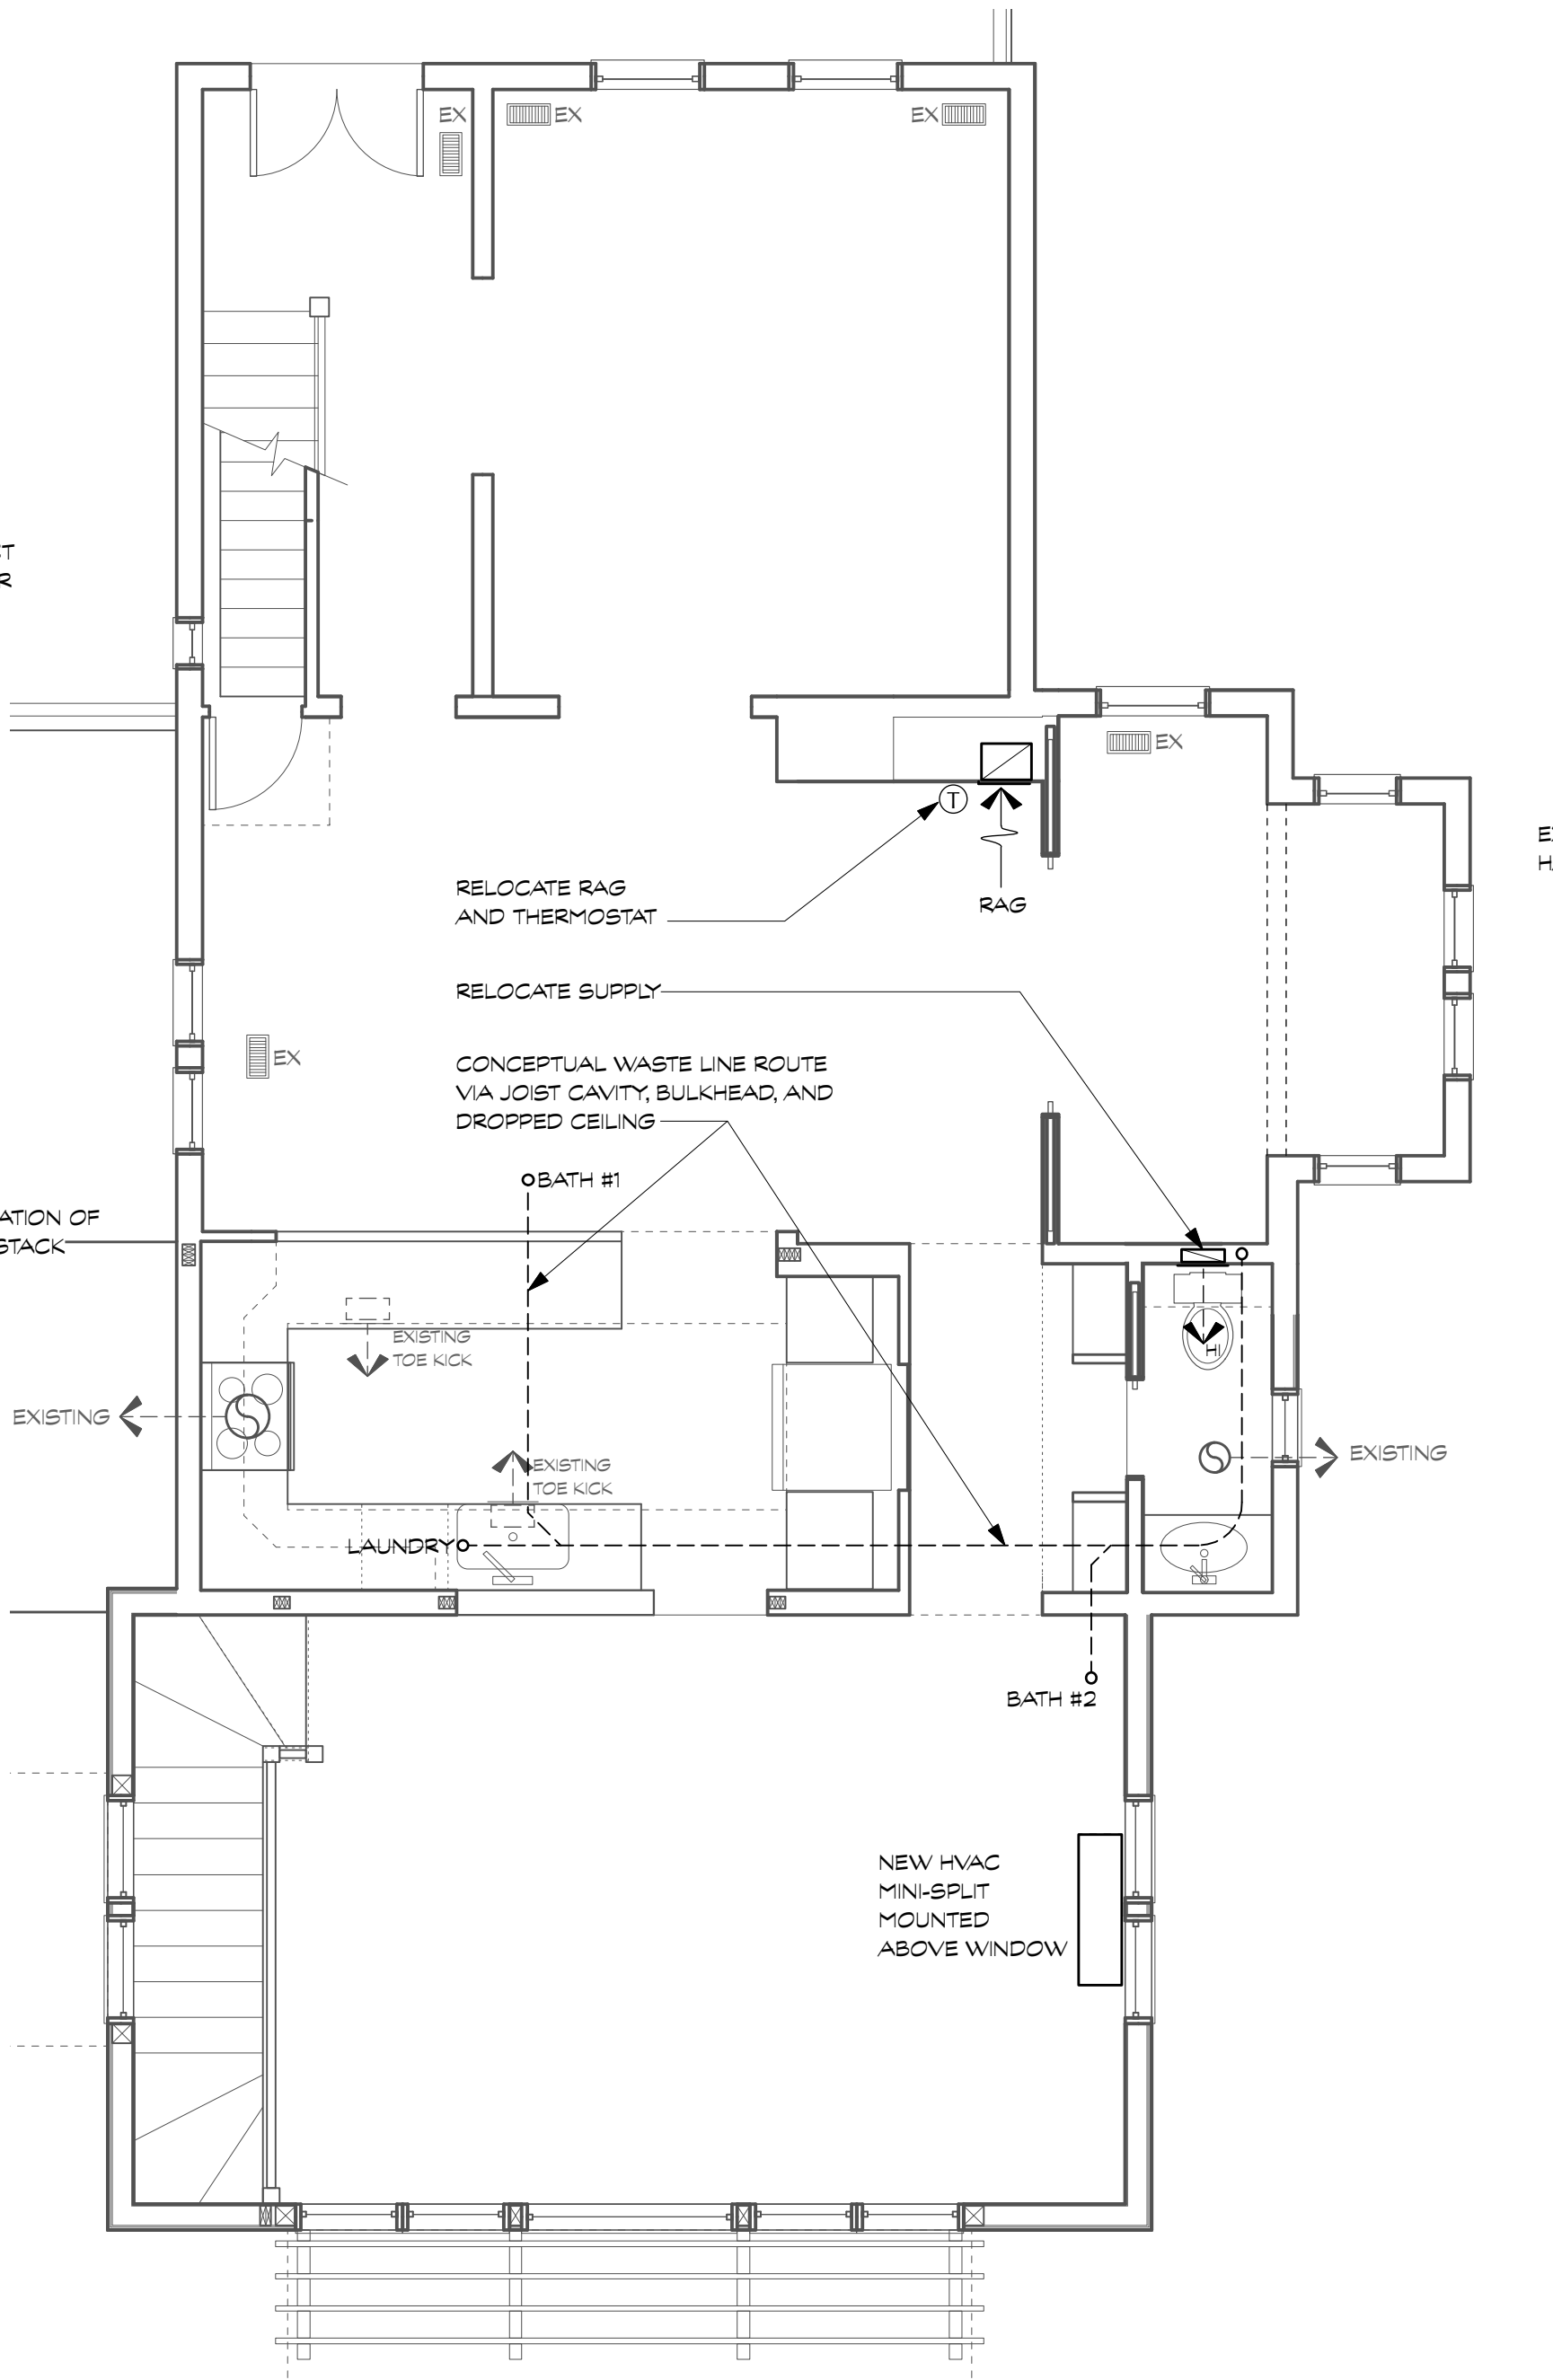 EX
EX
EX
EX
T
RELOCATE RAG
AND THERMOSTAT
RAG
RELOCATE SUPPLY
EX
CONCEPTUAL WASTE LINE ROUTE
VIA JOIST CAVITY, BULKHEAD, AND
DROPPED CEILING
BATH #1
ATION OF
STACK
EXISTING
TOE KICK
HI
EXISTING
EXISTING
EXISTING
TOE KICK
LAUNDRY
BATH #2
NEW HVAC
MINI-SPLIT
MOUNTED
ABOVE WINDOW